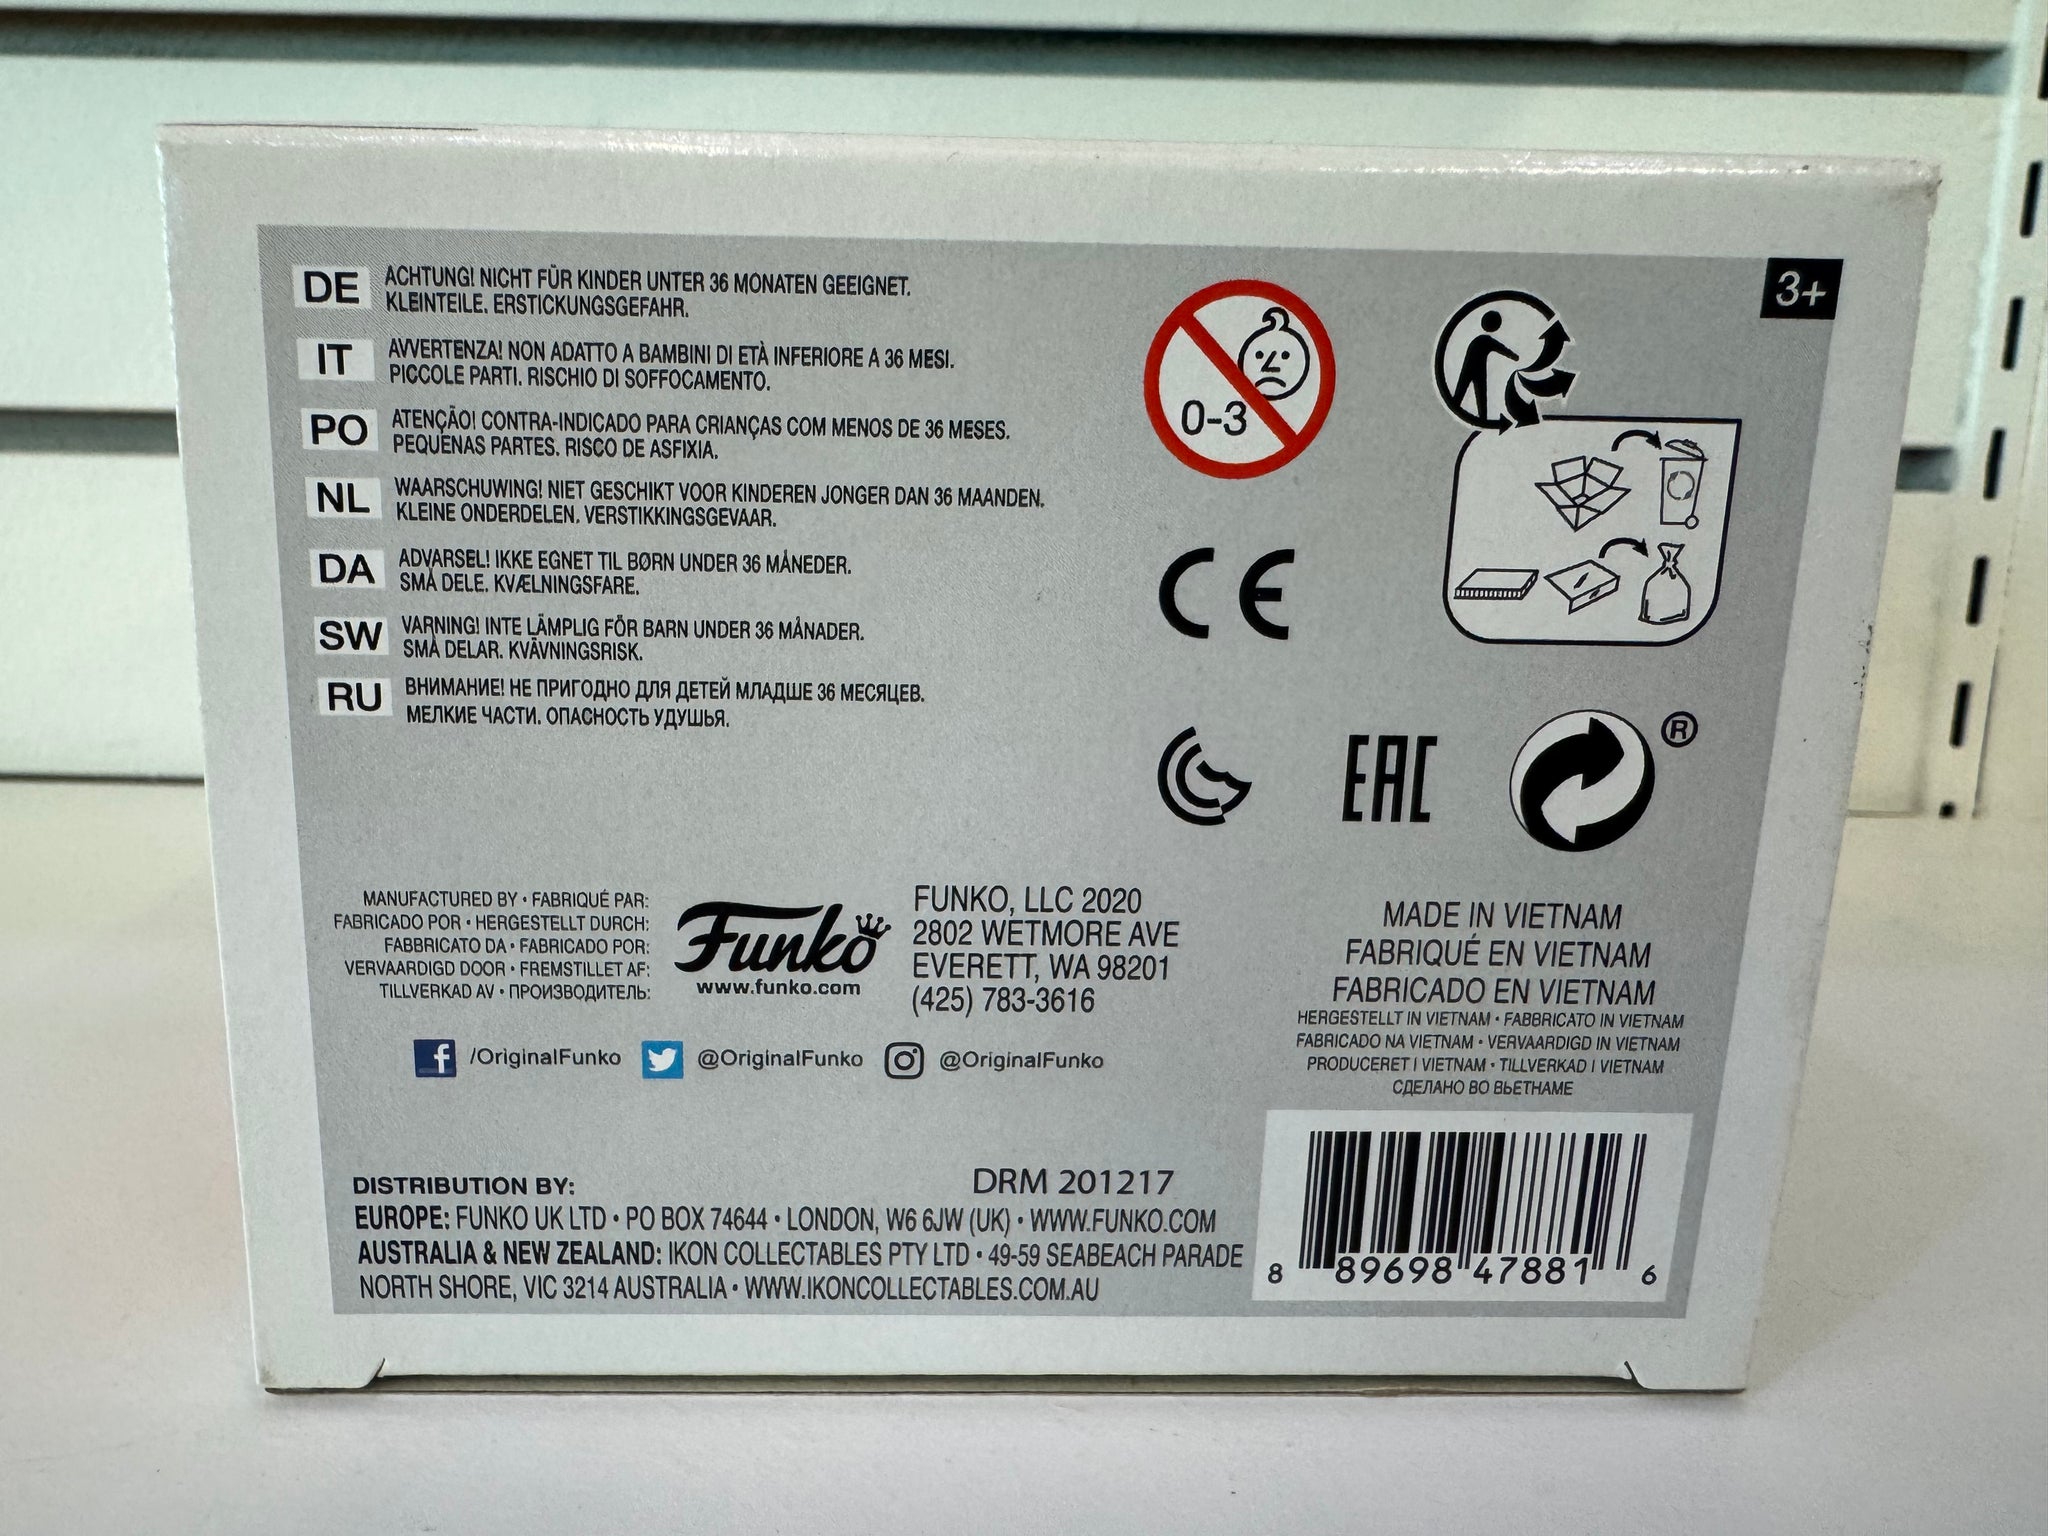 DE
ACHTUNG! NICHT FÜR KINDER UNTER 36 MONATEN GEEIGNET.
KLEINTEILE. ERSTICKUNGSGEFAHR.
IT
AVVERTENZA! NON ADATTO A BAMBINI DI ETÀ INFERIORE A 36 MESI.
PICCOLE PARTI. RISCHIO DI SOFFOCAMENTO.
PO
ATENÇÃO! CONTRA-INDICADO PARA CRIANÇAS COM MENOS DE 36 MESES.
PEQUENAS PARTES. RISCO DE ASFIXIA.
NL
WAARSCHUWING! NIET GESCHIKT VOOR KINDEREN JONGER DAN 36 MAANDEN.
KLEINE ONDERDELEN. VERSTIKKINGSGEVAAR.
DA
ADVARSEL! IKKE EGNET TIL BØRN UNDER 36 MÅNEDER.
SMÅ DELE. KVÆLNINGSFARE.
SW
VARNING! INTE LÄMPLIG FÖR BARN UNDER 36 MÅNADER.
SMÅ DELAR. KVÄVNINGSRISK.
RU
ВНИМАНИЕ! НЕ ПРИГОДНО ДЛЯ ДЕТЕЙ МЛАДШЕ 36 МЕСЯЦЕВ.
МЕЛКИЕ ЧАСТИ. ОПАСНОСТЬ УДУШЬЯ.
0-3
3+
CE
EAC
®
MANUFACTURED BY • FABRIQUÉ PAR:
FABRICADO POR • HERGESTELLT DURCH:
FABBRICATO DA • FABRICADO POR:
VERVAARDIGD DOOR • FREMSTILLET AF:
TILLVERKAD AV • ПРОИЗВОДИТЕЛЬ:
Funko
www.funko.com
FUNKO, LLC 2020
2802 WETMORE AVE
EVERETT, WA 98201
(425) 783-3616
/OriginalFunko @OriginalFunko @OriginalFunko
MADE IN VIETNAM
FABRIQUÉ EN VIETNAM
FABRICADO EN VIETNAM
HERGESTELLT IN VIETNAM • FABBRICATO IN VIETNAM
FABRICADO NA VIETNAM • VERVAARDIGD IN VIETNAM
PRODUCERET I VIETNAM • TILLVERKAD I VIETNAM
СДЕЛАНО ВО ВЬЕТНАМЕ
DISTRIBUTION BY: DRM 201217
EUROPE: FUNKO UK LTD • PO BOX 74644 • LONDON, W6 6JW (UK) • WWW.FUNKO.COM
AUSTRALIA & NEW ZEALAND: IKON COLLECTABLES PTY LTD • 49-59 SEABEACH PARADE
NORTH SHORE, VIC 3214 AUSTRALIA • WWW.IKONCOLLECTABLES.COM.AU
8 89698 47881 6